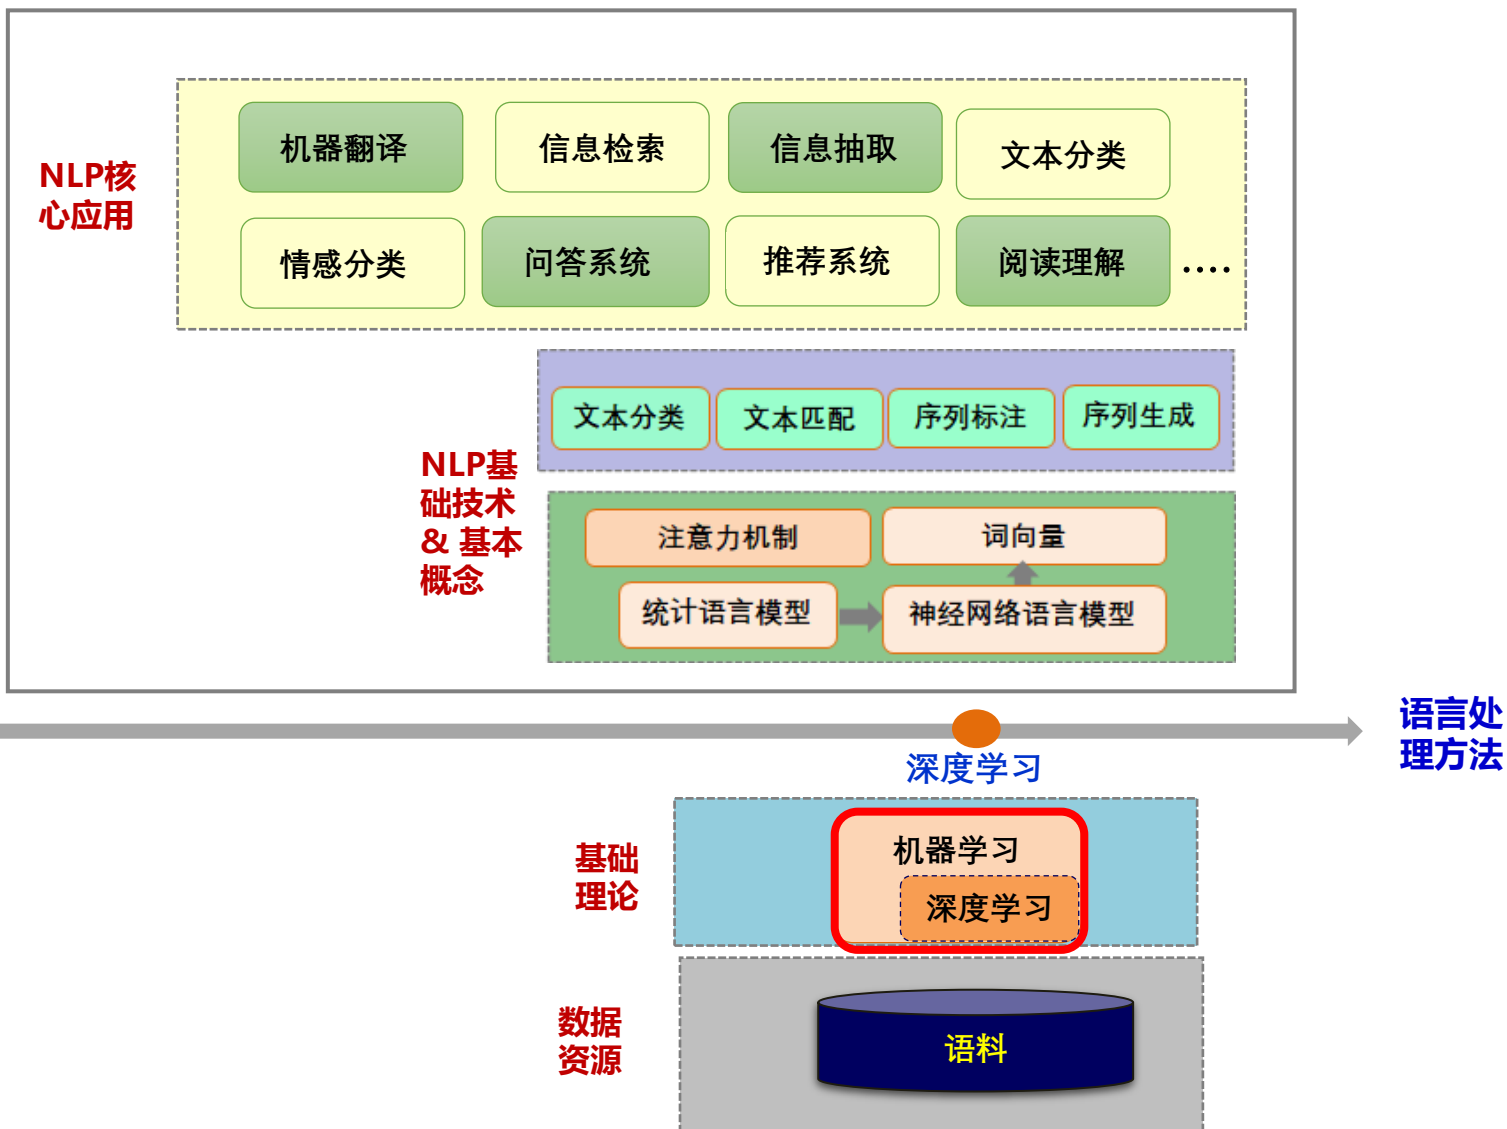 机器翻译
信息检索
信息抽取
文本分类
NLP核
心应用
情感分类
问答系统
推荐系统
阅读理解
....
文本分类
文本匹配
序列标注
序列生成
NLP基
础技术
& 基本
概念
注意力机制
词向量
统计语言模型
神经网络语言模型
语言处
理方法
深度学习
机器学习
深度学习
基础
理论
数据
资源
语料